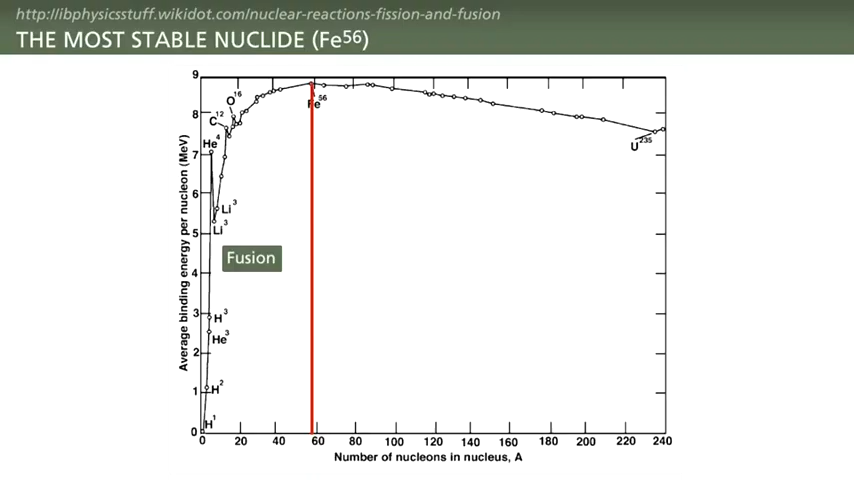 http://libphysicsstuff.wikidot.com/nuclear-reactions-fission-and-fusion
THE MOST STABLE NUCLIDE (Fe56)
9
8
7
6
5
4
3
2
1
0
Average binding energy per nucleon (MeV)
O16
C12
He4
Li3
Li3
Fusion
H3
He3
H2
H1
Fe56
U235
0 20 40 60 80 100 120 140 160 180 200 220 240
Number of nucleons in nucleus, A